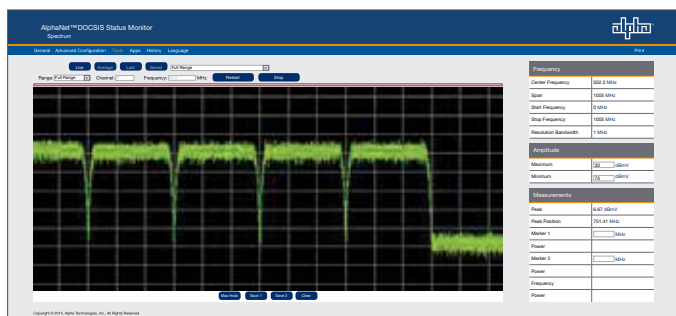 AlphaNet™DOCSIS Status Monitor
Spectrum
alpha
General Advanced Configuration Tools Apps History Language Print
Live Average Last Saved Full Range
Range: Full Range Channel: Frequency: MHz Restart Stop
Frequency
Center Frequency 502.3 MHz
Span 1005 MHz
Start Frequency 0 MHz
Stop Frequency 1005 MHz
Resolution Bandwidth 1 MHz
Amplitude
Maximum 30 dBmV
Minimum -70 dBmV
Measurements
Peak 6.67 dBmV
Peak Position 751.41 MHz
Marker 1 MHz
Power
Marker 2 MHz
Power
Frequency
Power
Max Hold Save 1 Save 2 Clear
Copyright © 2014, Alpha Technologies, Inc., All Rights Reserved